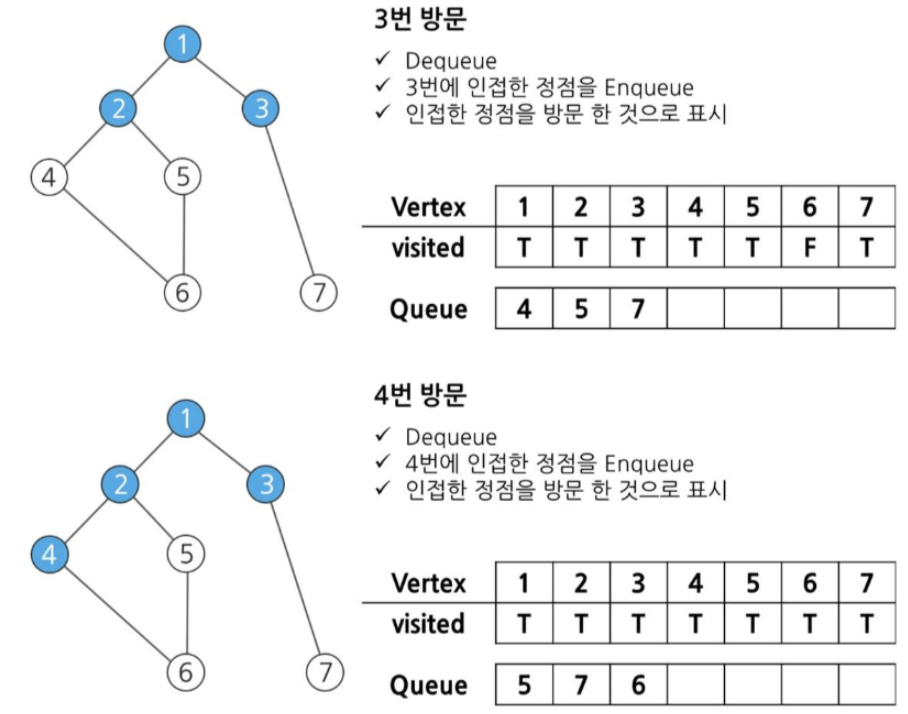 3번 방문
✓ Dequeue
✓ 3번에 인접한 정점을 Enqueue
✓ 인접한 정점을 방문 한 것으로 표시
1
2 3
4 5
6 7
Vertex 1 2 3 4 5 6 7
visited T T T T T F T
Queue 4 5 7
4번 방문
✓ Dequeue
✓ 4번에 인접한 정점을 Enqueue
✓ 인접한 정점을 방문 한 것으로 표시
1
2 3
4 5
6 7
Vertex 1 2 3 4 5 6 7
visited T T T T T T T
Queue 5 7 6